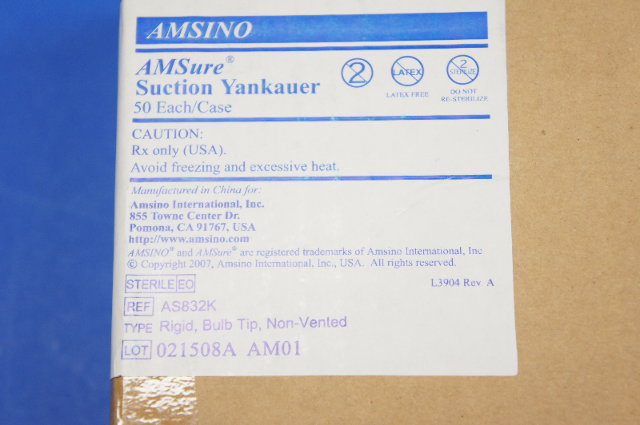 AMSINO
AMSure®
Suction Yankauer
50 Each/Case
2
LATEX
LATEX FREE
2
STERILIZE
DO NOT
RE-STERILIZE
CAUTION:
Rx only (USA).
Avoid freezing and excessive heat.
Manufactured in China for:
Amsino International, Inc.
855 Towne Center Dr.
Pomona, CA 91767, USA
http://www.amsino.com
AMSINO® and AMSure® are registered trademarks of Amsino International, Inc
© Copyright 2007, Amsino International, Inc., USA. All rights reserved.
L3904 Rev A
STERILE EO
REF AS832K
TYPE Rigid, Bulb Tip, Non-Vented
LOT 021508A AM01